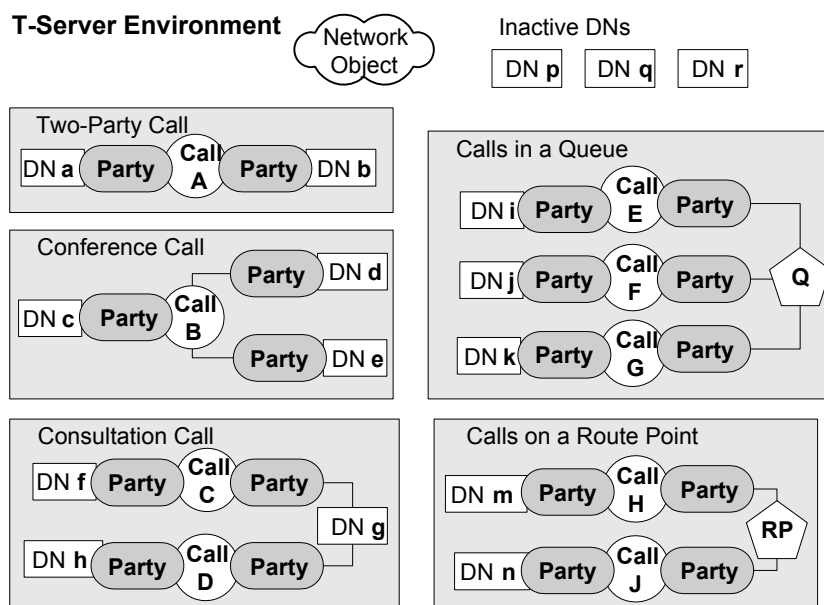 T-Server Environment
Network
Object
Inactive DNs
DN p
DN q
DN r
Two-Party Call
DN a
Party
Call
A
Party
DN b
Conference Call
DN c
Party
Call
B
Party
DN d
Party
DN e
Consultation Call
DN f
Party
Call
C
Party
DN g
DN h
Party
Call
D
Party
Calls in a Queue
DN i
Party
Call
E
Party
DN j
Party
Call
F
Party
Q
DN k
Party
Call
G
Party
Calls on a Route Point
DN m
Party
Call
H
Party
RP
DN n
Party
Call
J
Party